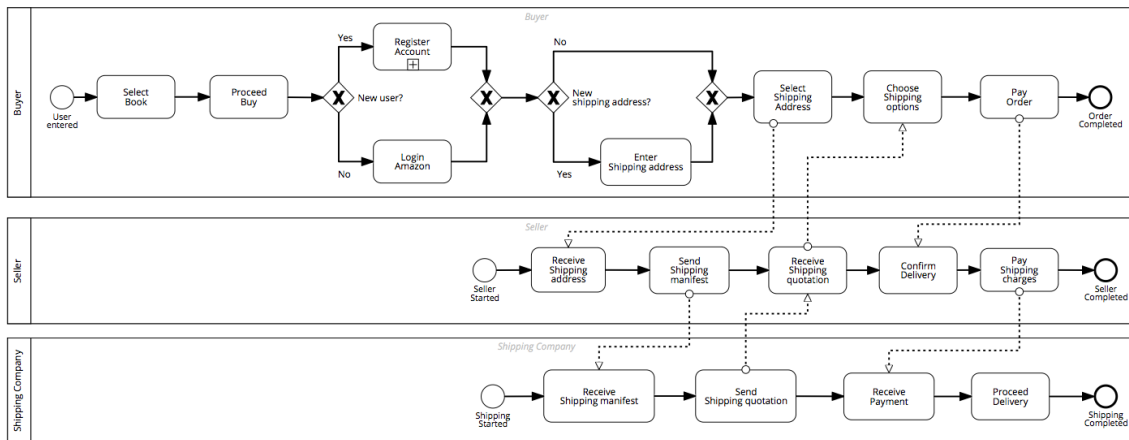 Buyer
Buyer
User
entered
Select
Book
Proceed
Buy
New user?
Yes
No
Register
Account
Login
Amazon
New
shipping address?
No
Yes
Enter
Shipping address
Select
Shipping
Address
Choose
Shipping
options
Pay
Order
Order
Completed
Seller
Seller
Seller
Started
Receive
Shipping
address
Send
Shipping
manifest
Receive
Shipping
quotation
Confirm
Delivery
Pay
Shipping
charges
Seller
Completed
Shipping Company
Shipping Company
Shipping
Started
Receive
Shipping manifest
Send
Shipping quotation
Receive
Payment
Proceed
Delivery
Shipping
Completed